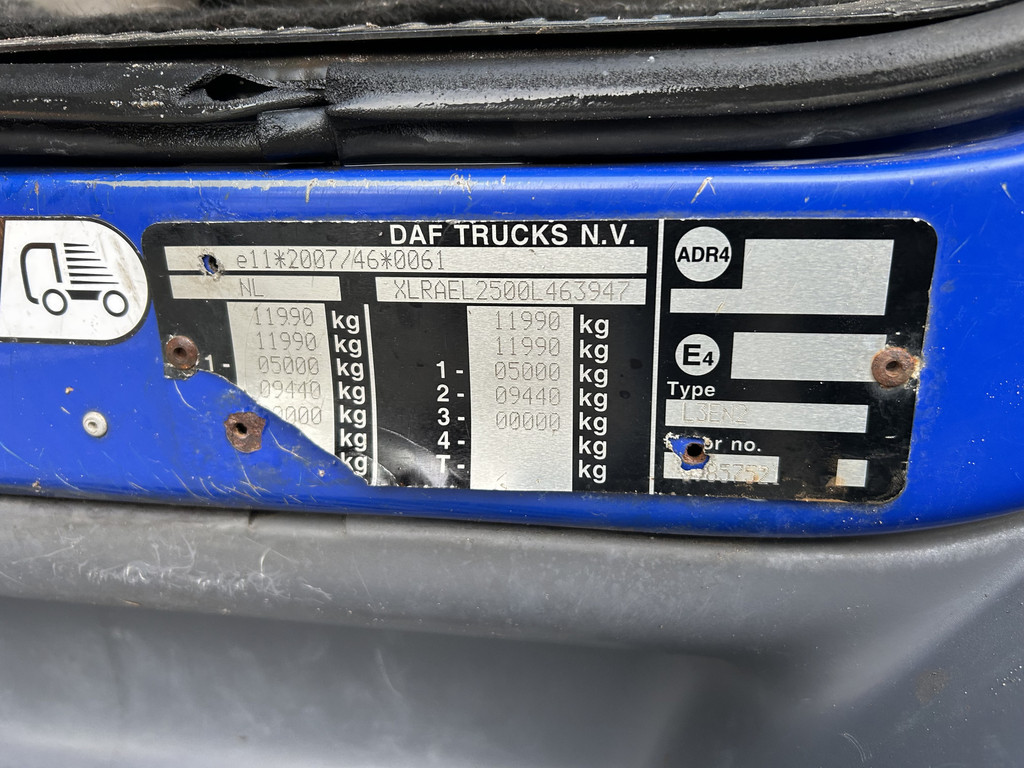 DAF TRUCKS N.V.
e11*2007/46*0061
NL XLRAEL2500L463947
11990 kg 11990 kg
11990 kg 11990 kg
1- 05000 kg 1- 05000 kg
09440 kg 2- 09440 kg
kg 3- 00000 kg
kg 4- kg
kg T- kg
ADR4
E4
Type
no.